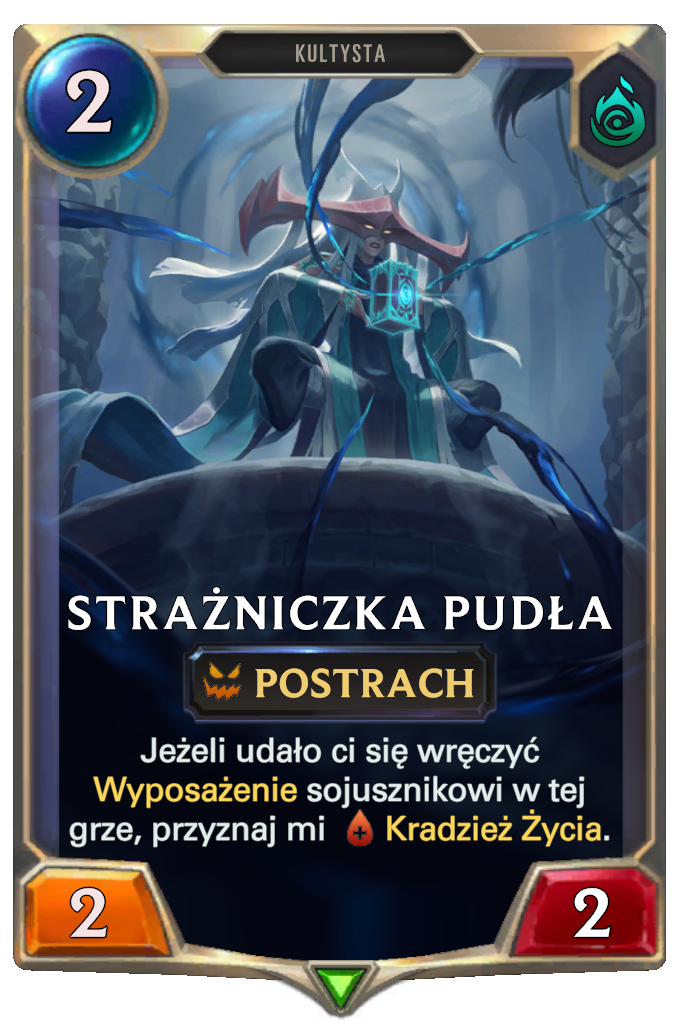 KULTYSTA
2
STRAŻNICZKA PUDŁA
POSTRACH
Jeżeli udało ci się wręczyć
Wyposażenie sojusznikowi w tej
grze, przyznaj mi Kradzież Życia.
2
2